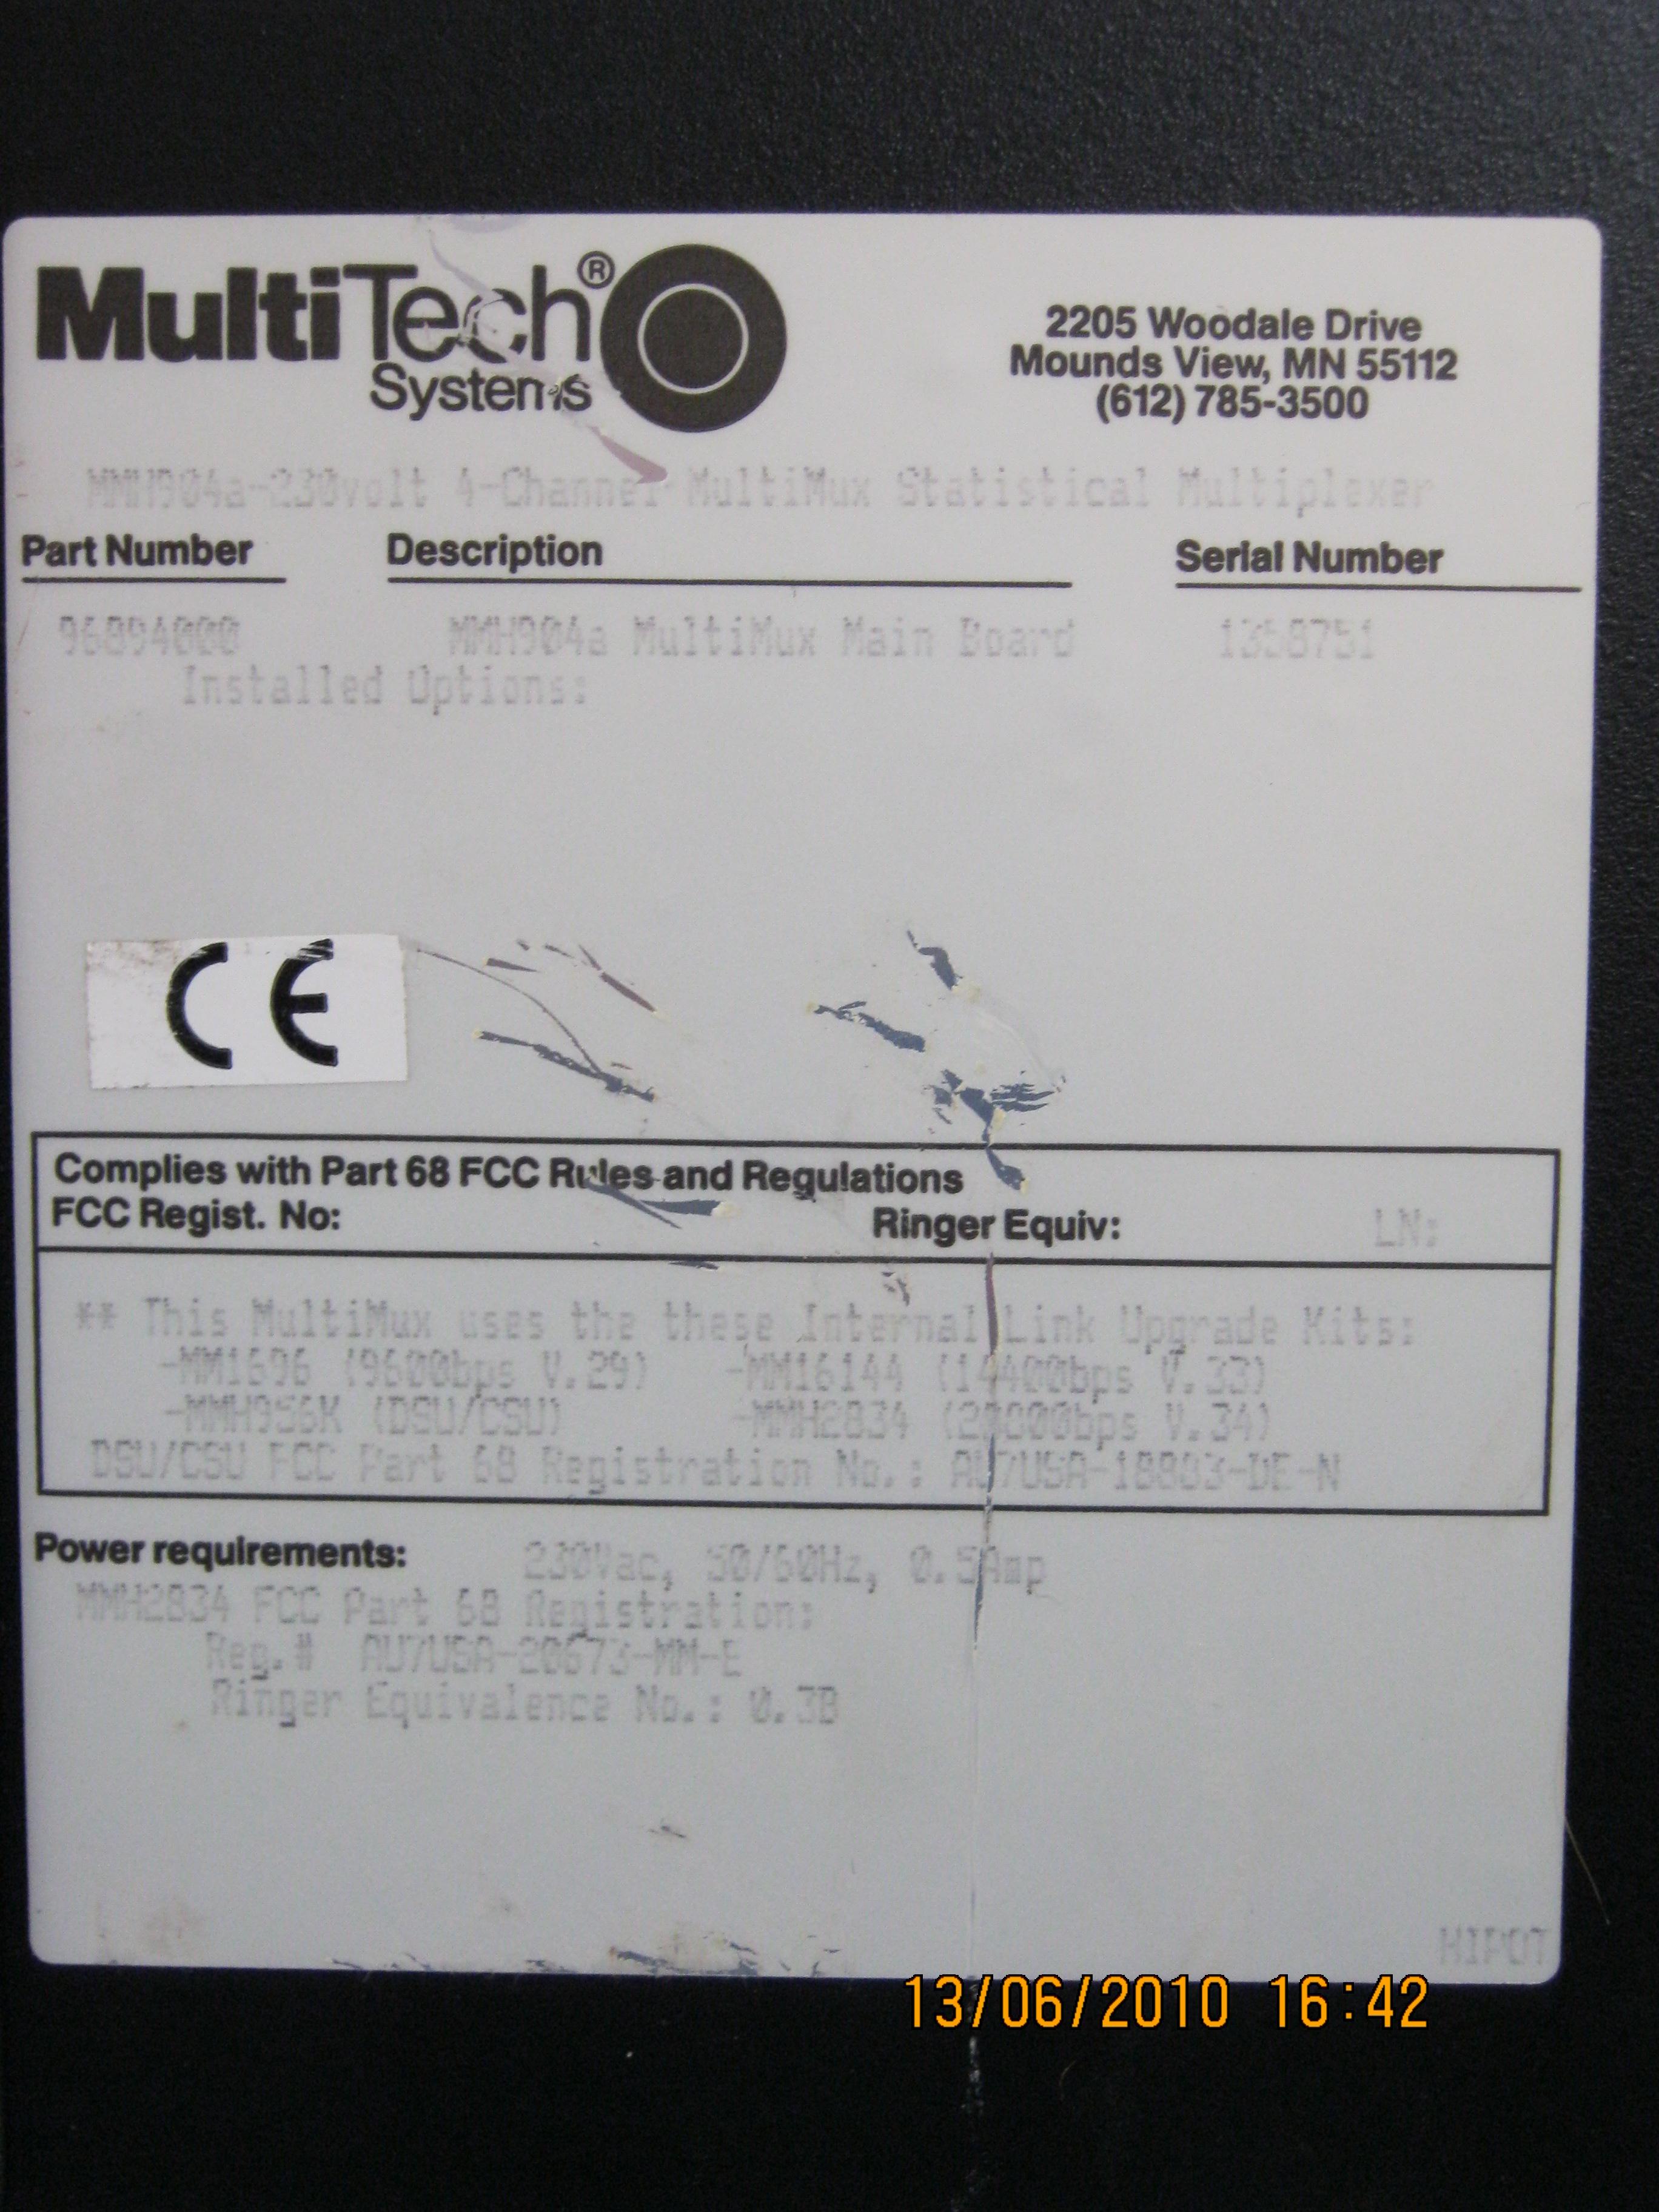 MultiTech®
Systems
2205 Woodale Drive
Mounds View, MN 55112
(612) 785-3500
MMH904a-230volt 4-Channel MultiMux Statistical Multiplexer
Part Number Description Serial Number
96894000 MMH904a MultiMux Main Board 1358751
Installed Options:
CE
Complies with Part 68 FCC Rules and Regulations
FCC Regist. No: Ringer Equiv: LN:
** This MultiMux uses the these Internal Link Upgrade Kits:
-MM1696 (9600bps V.29) -MM16144 (14400bps V.33)
-MMH956K (DSU/CSU) -MMH2834 V.34)
DSU/CSU FCC Part 68 Registration No.: AU7USA-18883-DE-N
Power requirements: 230Vac, 50/60Hz, 0.5Amp
MMH2834 FCC Part 68 Registration:
Reg.# AU7USA-20673-MM-E
Ringer Equivalence No.: 0.3B
HIPOT
13/06/2010 16:42